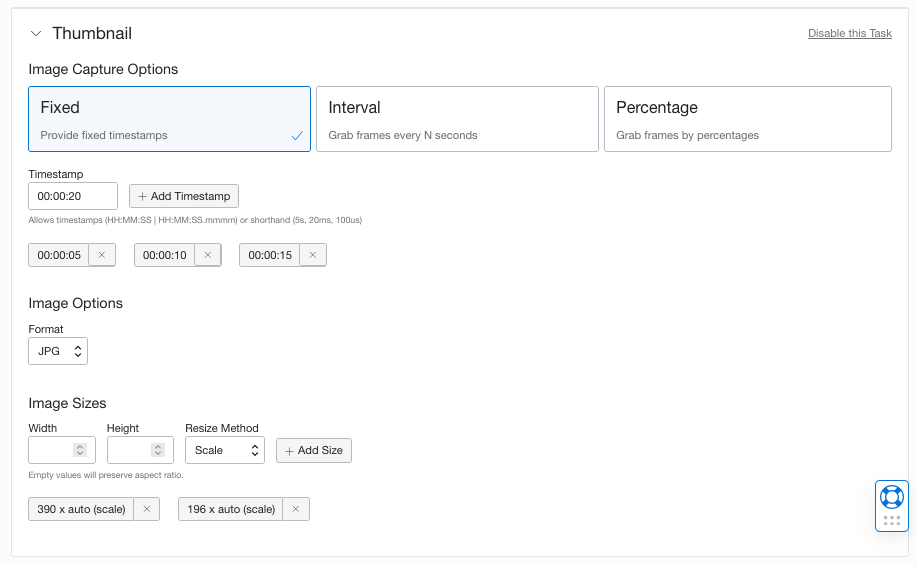 Thumbnail
Disable this Task
Image Capture Options
Fixed
Provide fixed timestamps
Interval
Grab frames every N seconds
Percentage
Grab frames by percentages
Timestamp
00:00:20
+ Add Timestamp
Allows timestamps (HH:MM:SS | HH:MM:SS.mmmm) or shorthand (5s, 20ms, 100us)
00:00:05 × 00:00:10 × 00:00:15 ×
Image Options
Format
JPG
Image Sizes
Width Height Resize Method
Scale + Add Size
Empty values will preserve aspect ratio.
390 x auto (scale) × 196 x auto (scale) ×